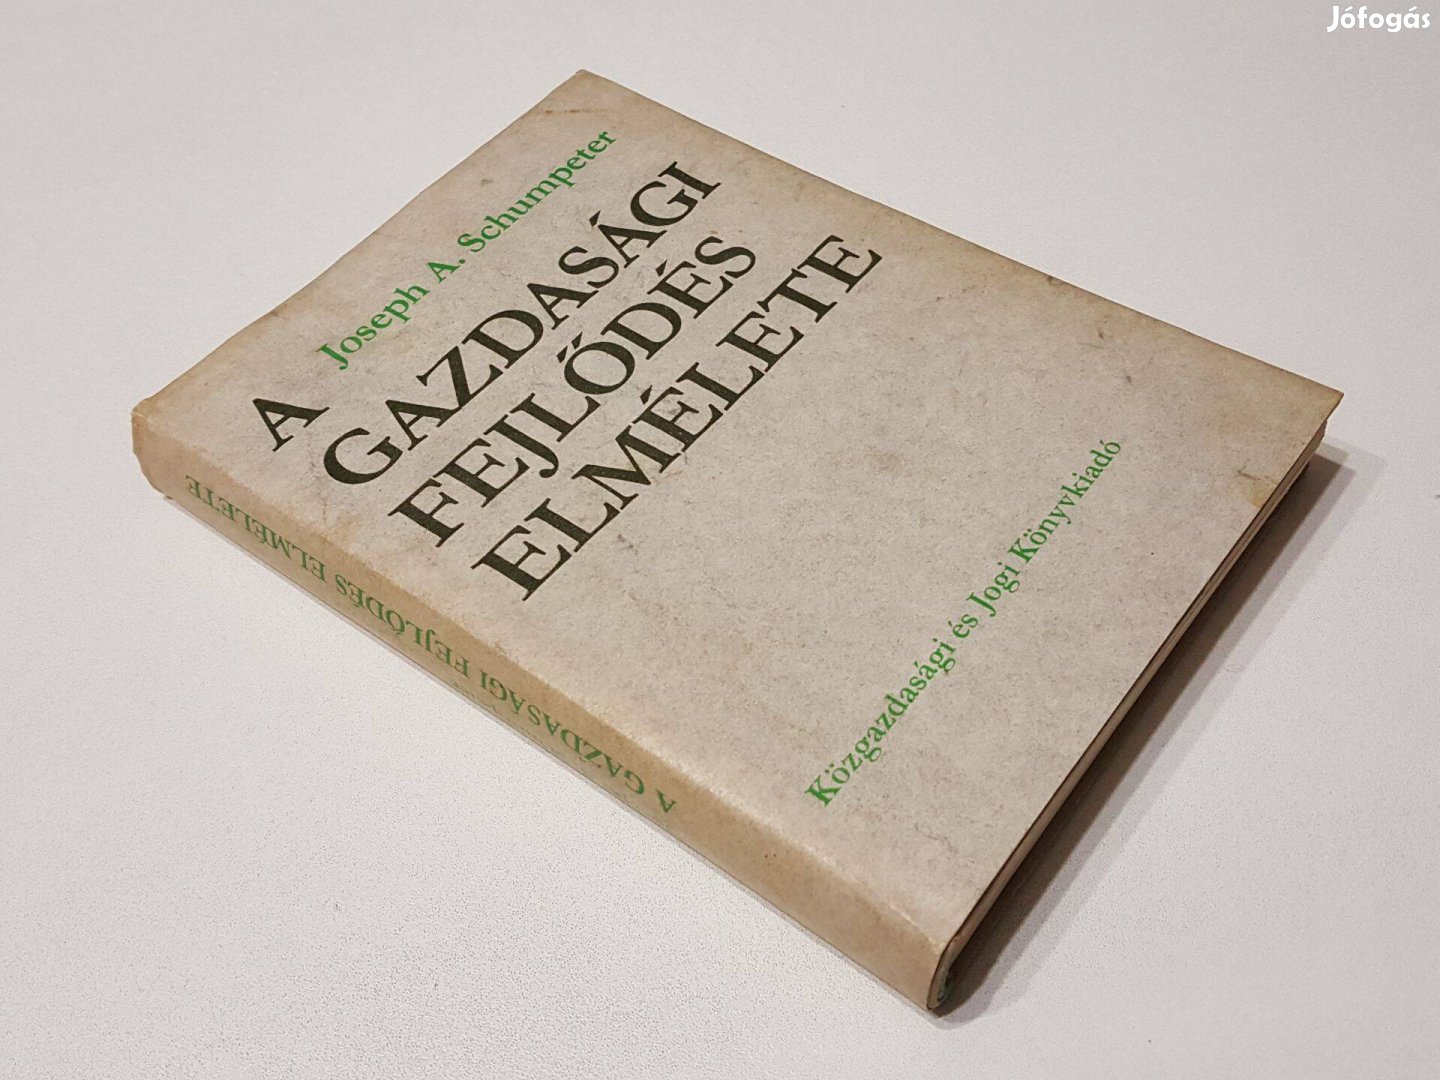 Jófogás
Joseph A. Schumpeter
A
GAZDASÁGI
FEJLŐDÉS
ELMÉLETE
Közgazdasági és Jogi Könyvkiadó
A GAZDASÁGI FEJLŐDÉS ELMÉLETE